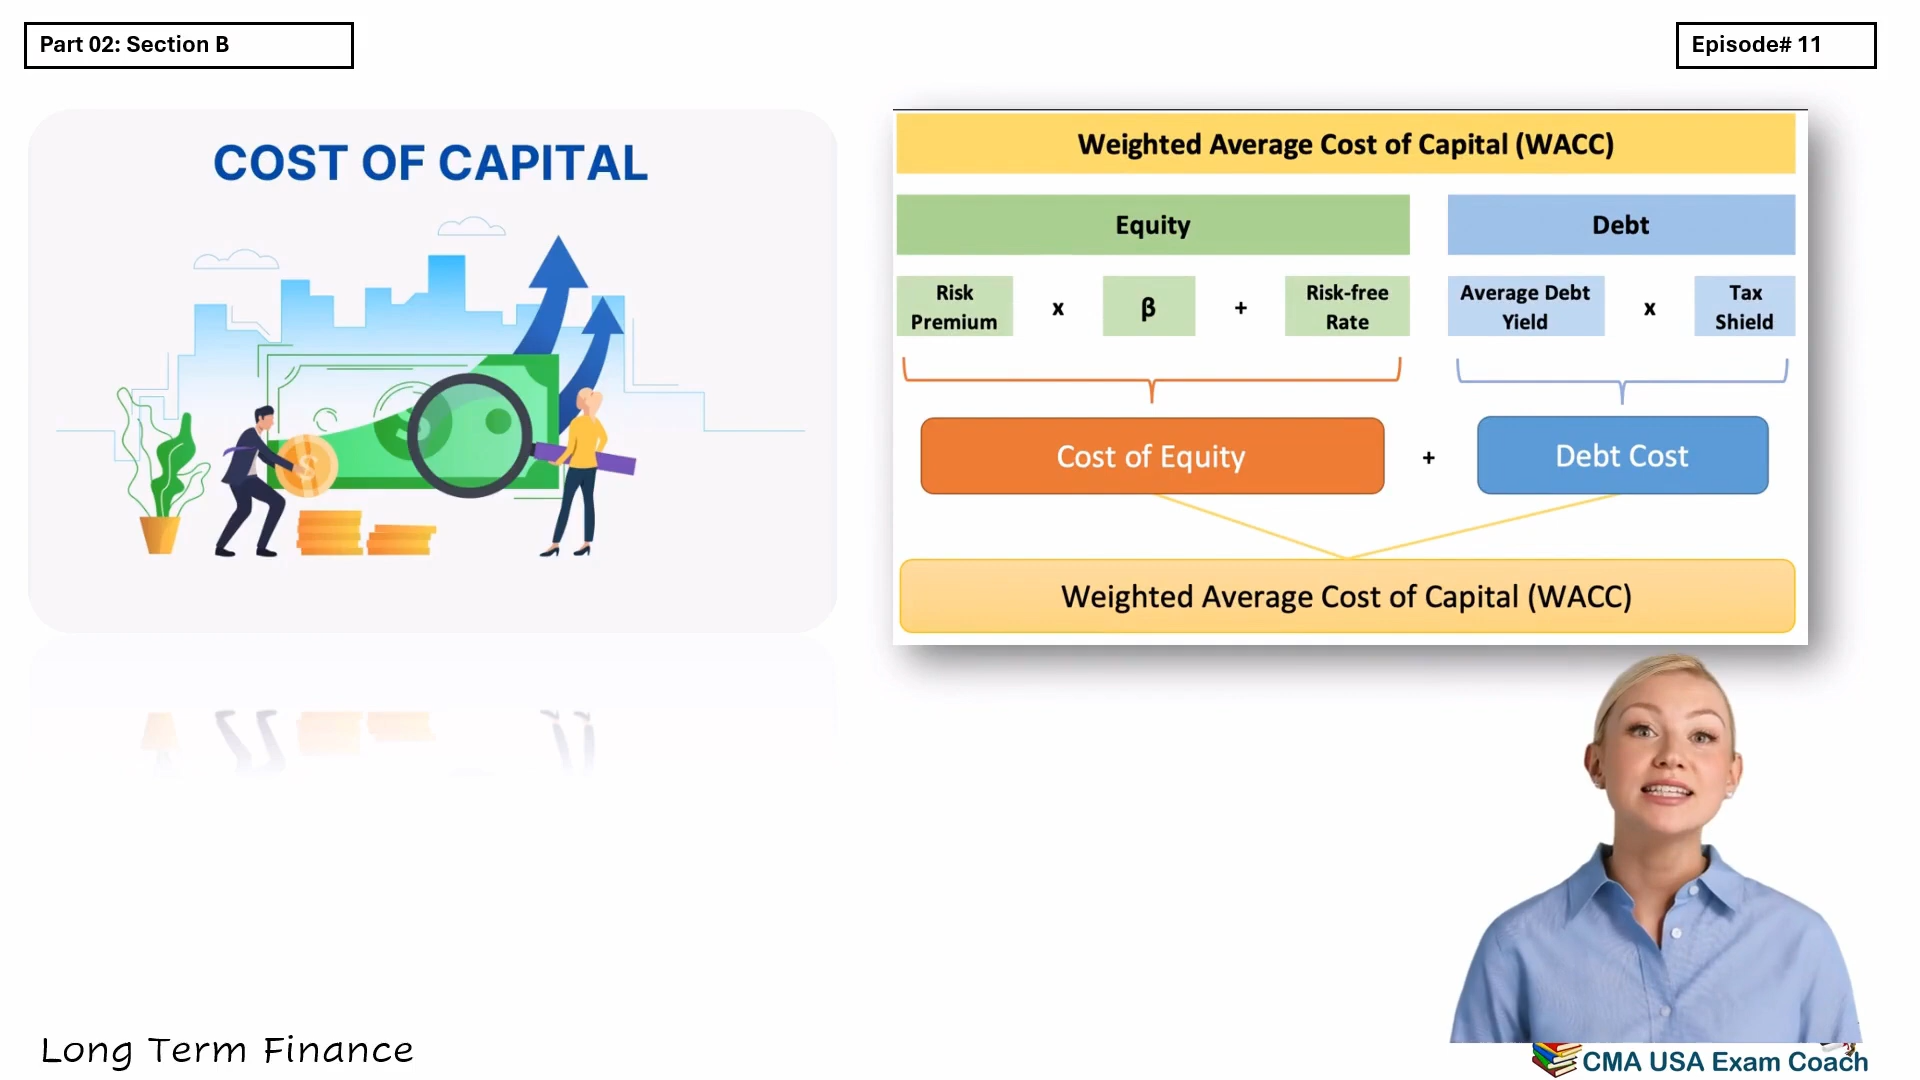 Part 02: Section B
Episode# 11
COST OF CAPITAL
$
$
Weighted Average Cost of Capital (WACC)
Equity
Debt
Risk
Premium
x
β
+
Risk-free
Rate
Average Debt
Yield
x
Tax
Shield
Cost of Equity
+
Debt Cost
Weighted Average Cost of Capital (WACC)
Long Term Finance
CMA USA Exam Coach